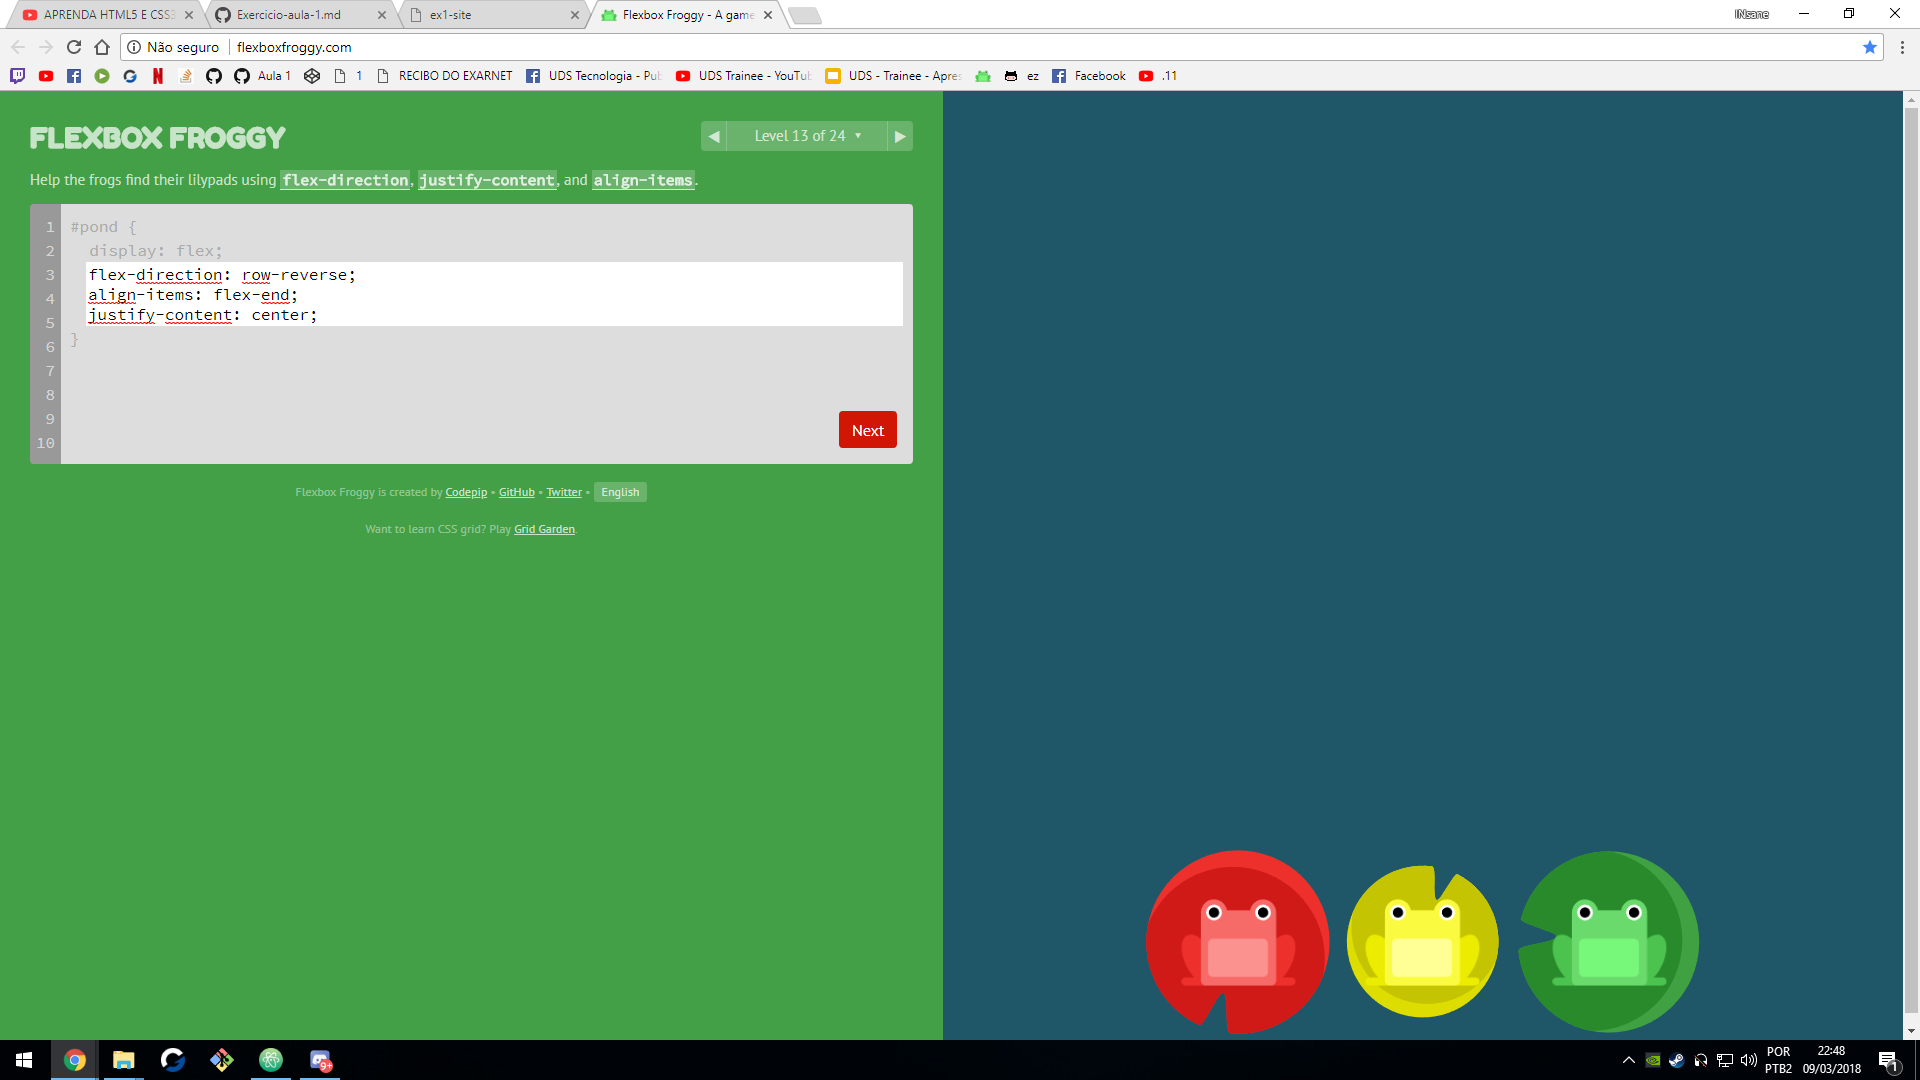 APRENDA HTML5 E CSS3
Exercicio-aula-1.md
ex1-site
Flexbox Froggy - A game
INsane
Não seguro
flexboxfroggy.com
Aula 1
1
RECIBO DO EXARNET
UDS Tecnologia - Pub
UDS Trainee - YouTub
UDS - Trainee - Apres
ez
Facebook
.11
FLEXBOX FROGGY
◀ Level 13 of 24 ▼ ▶
Help the frogs find their lilypads using flex-direction, justify-content, and align-items.
1 #pond {
2 display: flex;
3 flex-direction: row-reverse;
4 align-items: flex-end;
5 justify-content: center;
6 }
7
8
9
10
Next
Flexbox Froggy is created by Codepip • GitHub • Twitter • English
Want to learn CSS grid? Play Grid Garden.
9+
POR
PTB2
22:48
09/03/2018
1